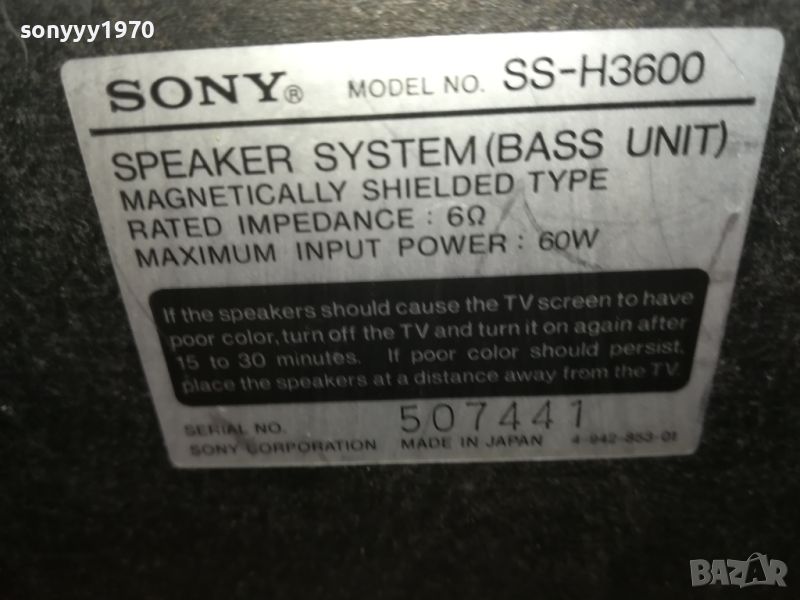 sonyyy1970
SONY® MODEL NO. SS-H3600
SPEAKER SYSTEM (BASS UNIT)
MAGNETICALLY SHIELDED TYPE
RATED IMPEDANCE : 6Ω
MAXIMUM INPUT POWER : 60W
If the speakers should cause the TV screen to have
poor color, turn off the TV and turn it on again after
15 to 30 minutes. If poor color should persist,
place the speakers at a distance away from the TV.
SERIAL NO. 507441
SONY CORPORATION MADE IN JAPAN 4-942-853-01
BAZAR